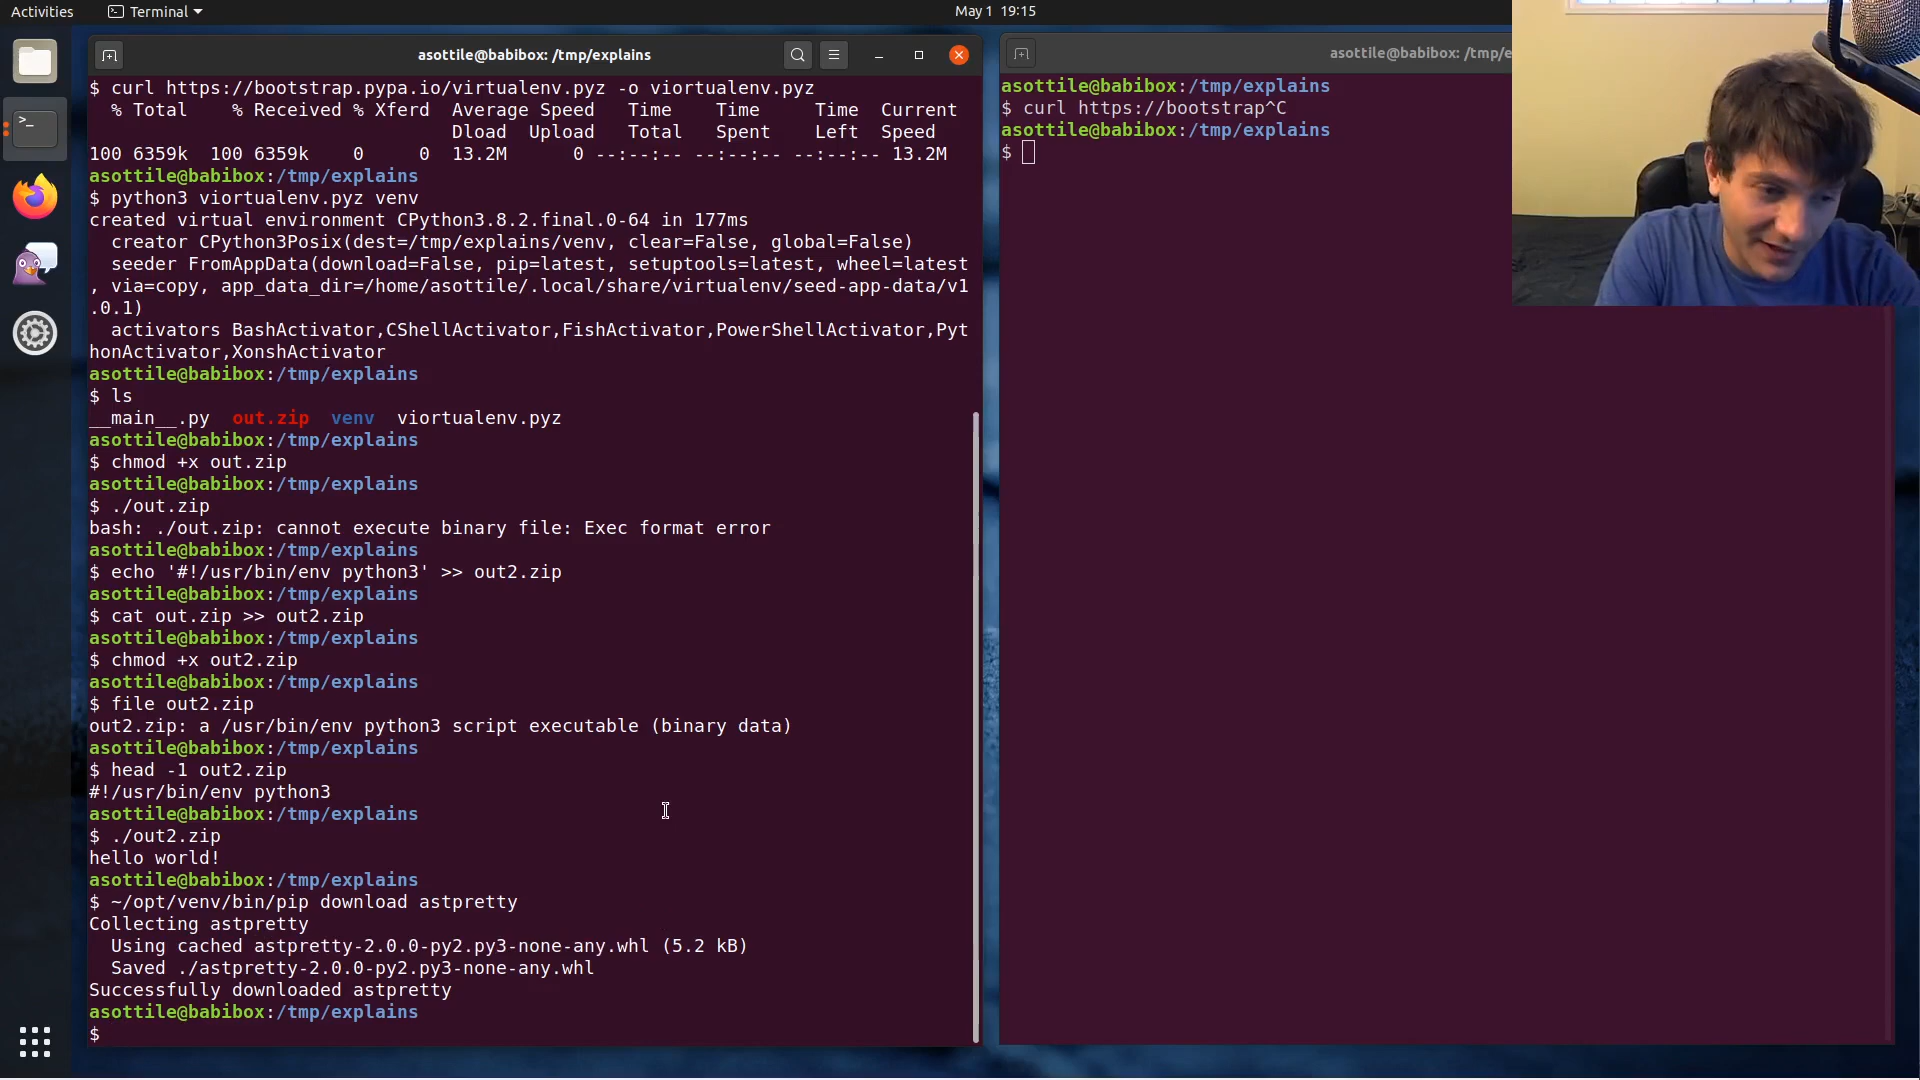 Activities
Terminal
May 1 19:15
asottile@babibox: /tmp/explains
$ curl https://bootstrap.pypa.io/virtualenv.pyz -o viortualenv.pyz
% Total % Received % Xferd Average Speed Time Time Time Current
Dload Upload Total Spent Left Speed
100 6359k 100 6359k 0 0 13.2M 0 --:--:-- --:--:-- --:--:-- 13.2M
asottile@babibox:/tmp/explains
$ python3 viortualenv.pyz venv
created virtual environment CPython3.8.2.final.0-64 in 177ms
creator CPython3Posix(dest=/tmp/explains/venv, clear=False, global=False)
seeder FromAppData(download=False, pip=latest, setuptools=latest, wheel=latest
, via=copy, app_data_dir=/home/asottile/.local/share/virtualenv/seed-app-data/v1
.0.1)
activators BashActivator,CShellActivator,FishActivator,PowerShellActivator,Pyt
honActivator,XonshActivator
asottile@babibox:/tmp/explains
$ ls
__main__.py out.zip venv viortualenv.pyz
asottile@babibox:/tmp/explains
$ chmod +x out.zip
asottile@babibox:/tmp/explains
$ ./out.zip
bash: ./out.zip: cannot execute binary file: Exec format error
asottile@babibox:/tmp/explains
$ echo '#!/usr/bin/env python3' >> out2.zip
asottile@babibox:/tmp/explains
$ cat out.zip >> out2.zip
asottile@babibox:/tmp/explains
$ chmod +x out2.zip
asottile@babibox:/tmp/explains
$ file out2.zip
out2.zip: a /usr/bin/env python3 script executable (binary data)
asottile@babibox:/tmp/explains
$ head -1 out2.zip
#!/usr/bin/env python3
asottile@babibox:/tmp/explains
$ ./out2.zip
hello world!
asottile@babibox:/tmp/explains
$ ~/opt/venv/bin/pip download astpretty
Collecting astpretty
Using cached astpretty-2.0.0-py2.py3-none-any.whl (5.2 kB)
Saved ./astpretty-2.0.0-py2.py3-none-any.whl
Successfully downloaded astpretty
asottile@babibox:/tmp/explains
$
asottile@babibox: /tmp/e
asottile@babibox:/tmp/explains
$ curl https://bootstrap^C
asottile@babibox:/tmp/explains
$